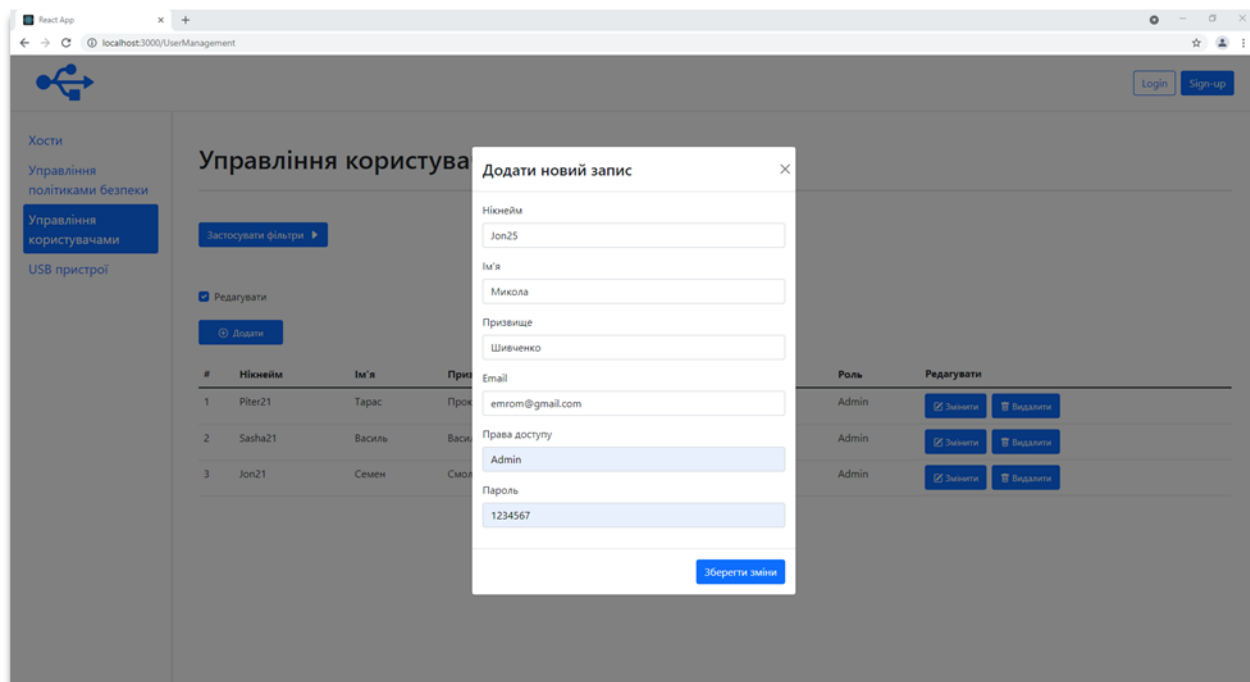 React App
localhost:3000/UserManagement
Login
Sign-up
Хости
Управління
політиками безпеки
Управління
користувачами
USB пристрої
Управління користува
Застосувати фільтри
Редагувати
Додати
# Нікнейм Ім'я Приз Роль Редагувати
1 Piter21 Тарас Прок Admin Змінити Видалити
2 Sasha21 Василь Васи Admin Змінити Видалити
3 Jon21 Семен Смол Admin Змінити Видалити
Додати новий запис
Нікнейм
Jon25
Ім'я
Микола
Призвище
Шивченко
Email
emrom@gmail.com
Права доступу
Admin
Пароль
1234567
Зберегти зміни